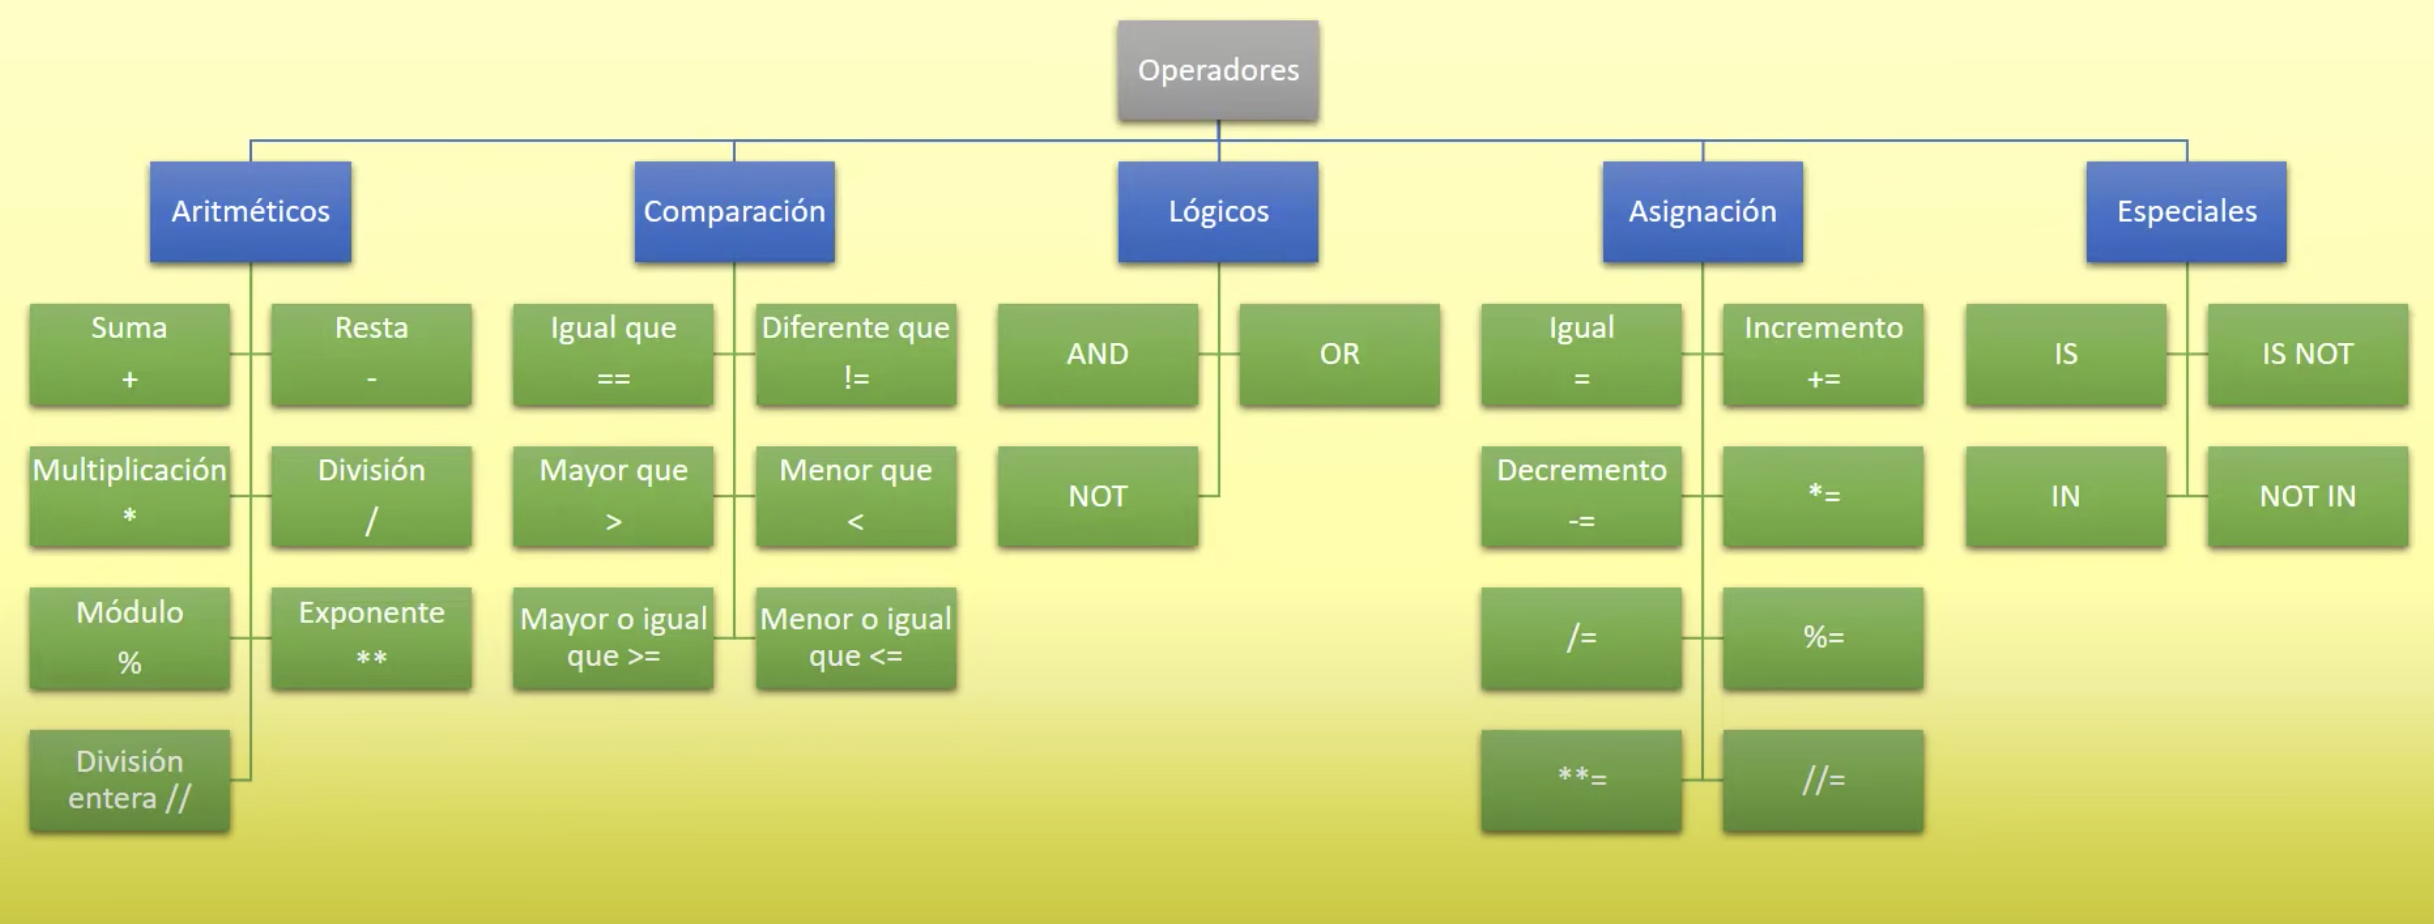 Operadores
Aritméticos
Comparación
Lógicos
Asignación
Especiales
Suma
+
Resta
-
Multiplicación
*
División
/
Módulo
%
Exponente
**
División
entera //
Igual que
==
Diferente que
!=
Mayor que
>
Menor que
<
Mayor o igual
que >=
Menor o igual
que <=
AND
OR
NOT
Igual
=
Incremento
+=
Decremento
-=
*=
/=
%=
**=
//=
IS
IS NOT
IN
NOT IN